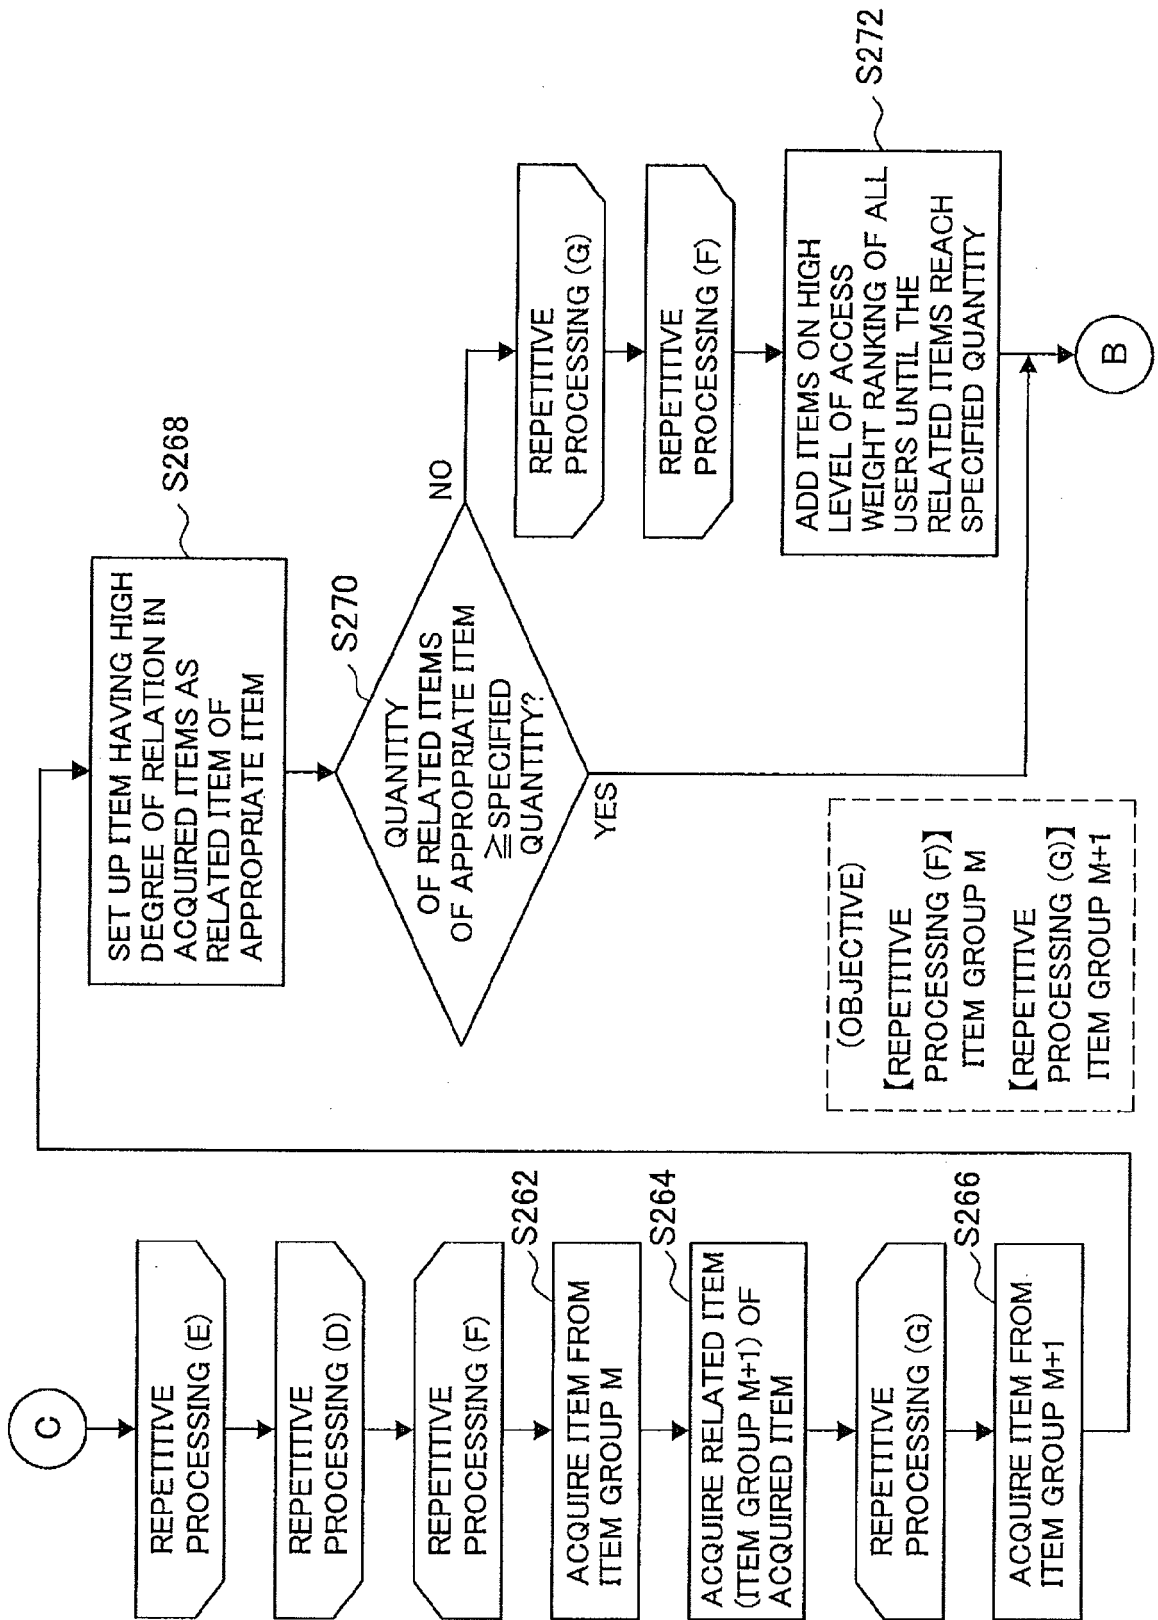 C
REPETITIVE
PROCESSING (E)
REPETITIVE
PROCESSING (D)
REPETITIVE
PROCESSING (F)
S262
ACQUIRE ITEM FROM
ITEM GROUP M
S264
ACQUIRE RELATED ITEM
(ITEM GROUP M+1) OF
ACQUIRED ITEM
REPETITIVE
PROCESSING (G)
S266
ACQUIRE ITEM FROM
ITEM GROUP M+1
S268
SET UP ITEM HAVING HIGH
DEGREE OF RELATION IN
ACQUIRED ITEMS AS
RELATED ITEM OF
APPROPRIATE ITEM
S270
QUANTITY
OF RELATED ITEMS
OF APPROPRIATE ITEM
≧SPECIFIED
QUANTITY?
NO
YES
REPETITIVE
PROCESSING (G)
REPETITIVE
PROCESSING (F)
S272
ADD ITEMS ON HIGH
LEVEL OF ACCESS
WEIGHT RANKING OF ALL
USERS UNTIL THE
RELATED ITEMS REACH
SPECIFIED QUANTITY
B
(OBJECTIVE)
【REPETITIVE
PROCESSING (F)】
ITEM GROUP M
【REPETITIVE
PROCESSING (G)】
ITEM GROUP M+1